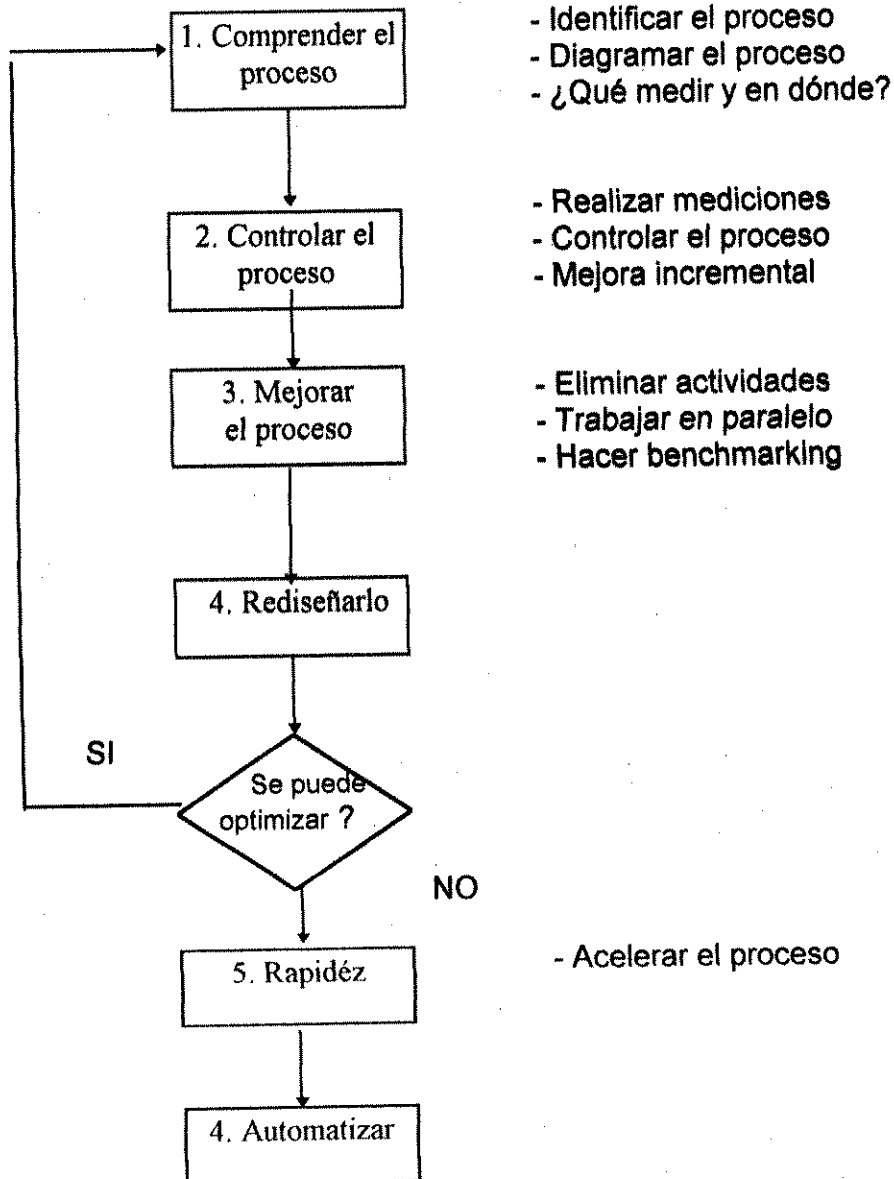 1. Comprender el
proceso
- Identificar el proceso
- Diagramar el proceso
- ¿Qué medir y en dónde?
2. Controlar el
proceso
- Realizar mediciones
- Controlar el proceso
- Mejora incremental
3. Mejorar
el proceso
- Eliminar actividades
- Trabajar en paralelo
- Hacer benchmarking
4. Rediseñarlo
SI
Se puede
optimizar ?
NO
5. Rapidéz
- Acelerar el proceso
4. Automatizar